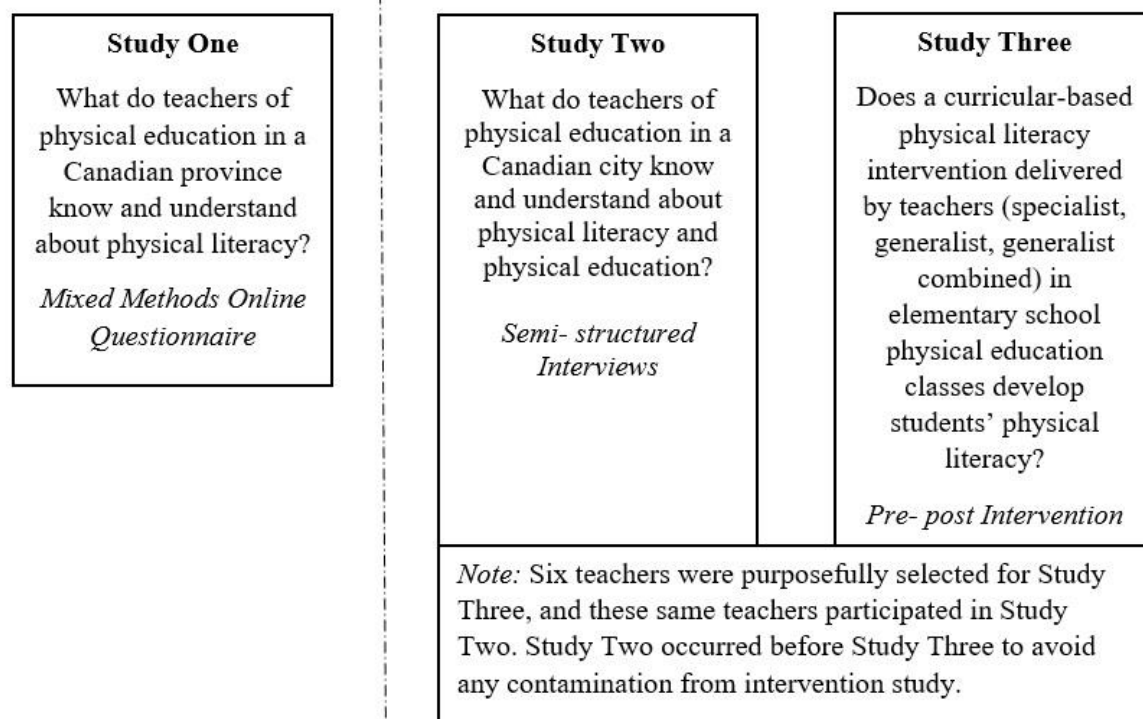 Study One
What do teachers of
physical education in a
Canadian province
know and understand
about physical literacy?
Mixed Methods Online
Questionnaire
Study Two
What do teachers of
physical education in a
Canadian city know
and understand about
physical literacy and
physical education?
Semi- structured
Interviews
Study Three
Does a curricular-based
physical literacy
intervention delivered
by teachers (specialist,
generalist, generalist
combined) in
elementary school
physical education
classes develop
students’ physical
literacy?
Pre- post Intervention
Note: Six teachers were purposefully selected for Study
Three, and these same teachers participated in Study
Two. Study Two occurred before Study Three to avoid
any contamination from intervention study.